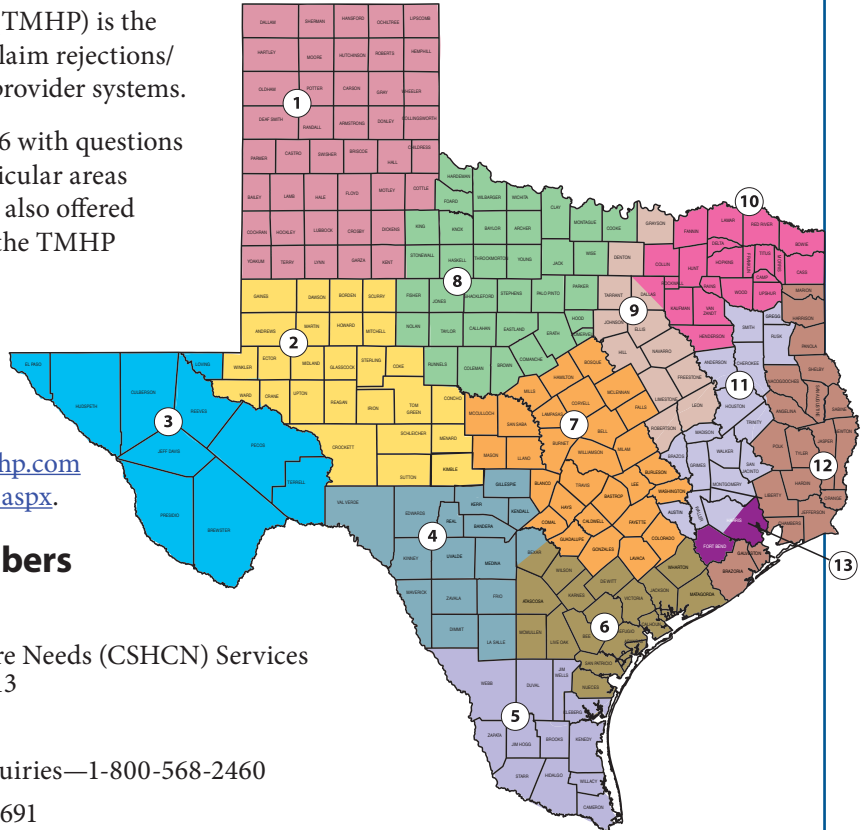 TMHP) is the
laim rejections/
provider systems.
6 with questions
icular areas
also offered
the TMHP
hp.com
aspx.
bers
re Needs (CSHCN) Services
13
uiries—1-800-568-2460
691
DALLAM SHERMAN HANSFORD OCHILTREE LIPSCOMB
HARTLEY MOORE HUTCHINSON ROBERTS HEMPHILL
OLDHAM POTTER CARSON GRAY WHEELER
1
DEAF SMITH RANDALL ARMSTRONG DONLEY COLLINGSWORTH
PARMER CASTRO SWISHER BRISCOE HALL CHILDRESS
BAILEY LAMB HALE FLOYD MOTLEY COTTLE
COCHRAN HOCKLEY LUBBOCK CROSBY DICKENS
YOAKUM TERRY LYNN GARZA KENT
HARDEMAN
FOARD WILBARGER WICHITA CLAY
KING KNOX BAYLOR ARCHER MONTAGUE COOKE
STONEWALL HASKELL THROCKMORTON YOUNG JACK WISE
8
FISHER JONES SHACKELFORD STEPHENS PALO PINTO PARKER
NOLAN TAYLOR CALLAHAN EASTLAND ERATH HOOD SOMERVELL
RUNNELS COLEMAN BROWN COMANCHE
GAINES DAWSON BORDEN SCURRY
ANDREWS MARTIN HOWARD MITCHELL
2
WINKLER ECTOR MIDLAND GLASSCOCK STERLING COKE
WARD CRANE UPTON REAGAN IRION TOM GREEN CONCHO
CROCKETT SCHLEICHER MENARD
SUTTON KIMBLE
EL PASO HUDSPETH CULBERSON REEVES LOVING
3
JEFF DAVIS PECOS TERRELL
PRESIDIO BREWSTER
GRAYSON DENTON
TARRANT DALLAS
9
JOHNSON ELLIS
HILL NAVARRO
FREESTONE
LIMESTONE LEON
ROBERTSON
10
FANNIN LAMAR RED RIVER BOWIE
DELTA TITUS MORRIS CASS
COLLIN HUNT HOPKINS FRANKLIN CAMP
ROCKWALL RAINS WOOD UPSHUR
KAUFMAN VAN ZANDT
HENDERSON
MARION
HARRISON
PANOLA
SHELBY
NACOGDOCHES SAN AUGUSTINE SABINE
ANGELINA NEWTON
POLK TYLER JASPER
12
HARDIN
LIBERTY ORANGE
JEFFERSON
CHAMBERS
GALVESTON
BRAZORIA
SMITH GREGG RUSK
ANDERSON CHEROKEE
11
HOUSTON
TRINITY
MADISON WALKER
BRAZOS GRIMES SAN JACINTO
MONTGOMERY
AUSTIN WALLER HARRIS
FORT BEND
13
BOSQUE
HAMILTON
MILLS CORYELL MCLENNAN
MCCULLOCH SAN SABA LAMPASAS FALLS
7
BELL
BURNET WILLIAMSON MILAM
MASON LLANO BURLESON
BLANCO TRAVIS LEE WASHINGTON
HAYS BASTROP
COMAL CALDWELL FAYETTE
GUADALUPE COLORADO
GONZALES LAVACA
GILLESPIE
VAL VERDE EDWARDS KERR KENDALL
REAL BANDERA
4
KINNEY UVALDE MEDINA
MAVERICK ZAVALA FRIO
DIMMIT LA SALLE
BEXAR WILSON DEWITT WHARTON
ATASCOSA KARNES VICTORIA JACKSON MATAGORDA
CALHOUN
6
MCMULLEN LIVE OAK BEE REFUGIO
SAN PATRICIO
NUECES
WEBB DUVAL JIM WELLS
KLEBERG
5
ZAPATA JIM HOGG BROOKS KENEDY
STARR HIDALGO WILLACY
CAMERON